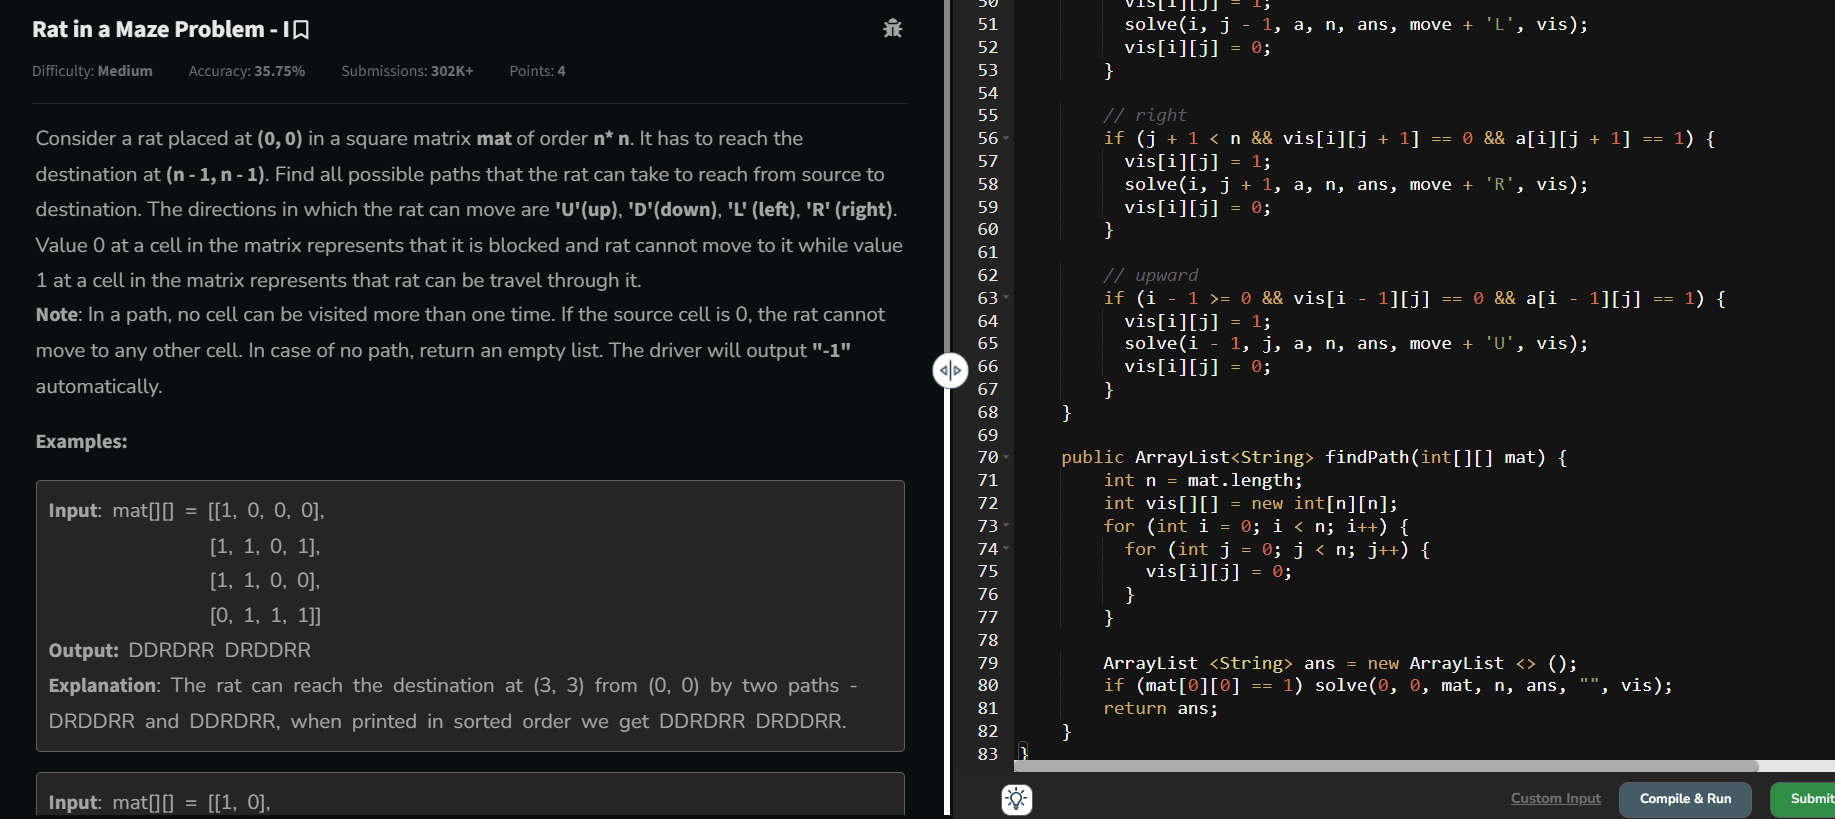 Rat in a Maze Problem - I
Difficulty: Medium Accuracy: 35.75% Submissions: 302K+ Points: 4
Consider a rat placed at (0, 0) in a square matrix mat of order n* n. It has to reach the
destination at (n - 1, n - 1). Find all possible paths that the rat can take to reach from source to
destination. The directions in which the rat can move are 'U'(up), 'D'(down), 'L' (left), 'R' (right).
Value 0 at a cell in the matrix represents that it is blocked and rat cannot move to it while value
1 at a cell in the matrix represents that rat can be travel through it.
Note: In a path, no cell can be visited more than one time. If the source cell is 0, the rat cannot
move to any other cell. In case of no path, return an empty list. The driver will output "-1"
automatically.
Examples:
Input: mat[][] = [[1, 0, 0, 0],
[1, 1, 0, 1],
[1, 1, 0, 0],
[0, 1, 1, 1]]
Output: DDRDRR DRDDRR
Explanation: The rat can reach the destination at (3, 3) from (0, 0) by two paths -
DRDDRR and DDRDRR, when printed in sorted order we get DDRDRR DRDDRR.
Input: mat[][] = [[1, 0],
50 vis[i][j] = 1;
51 solve(i, j - 1, a, n, ans, move + 'L', vis);
52 vis[i][j] = 0;
53 }
54
55 // right
56 if (j + 1 < n && vis[i][j + 1] == 0 && a[i][j + 1] == 1) {
57 vis[i][j] = 1;
58 solve(i, j + 1, a, n, ans, move + 'R', vis);
59 vis[i][j] = 0;
60 }
61
62 // upward
63 if (i - 1 >= 0 && vis[i - 1][j] == 0 && a[i - 1][j] == 1) {
64 vis[i][j] = 1;
65 solve(i - 1, j, a, n, ans, move + 'U', vis);
66 vis[i][j] = 0;
67 }
68 }
69
70 public ArrayList<String> findPath(int[][] mat) {
71 int n = mat.length;
72 int vis[][] = new int[n][n];
73 for (int i = 0; i < n; i++) {
74 for (int j = 0; j < n; j++) {
75 vis[i][j] = 0;
76 }
77 }
78
79 ArrayList <String> ans = new ArrayList <> ();
80 if (mat[0][0] == 1) solve(0, 0, mat, n, ans, "", vis);
81 return ans;
82 }
83 }
Custom Input Compile & Run Submit